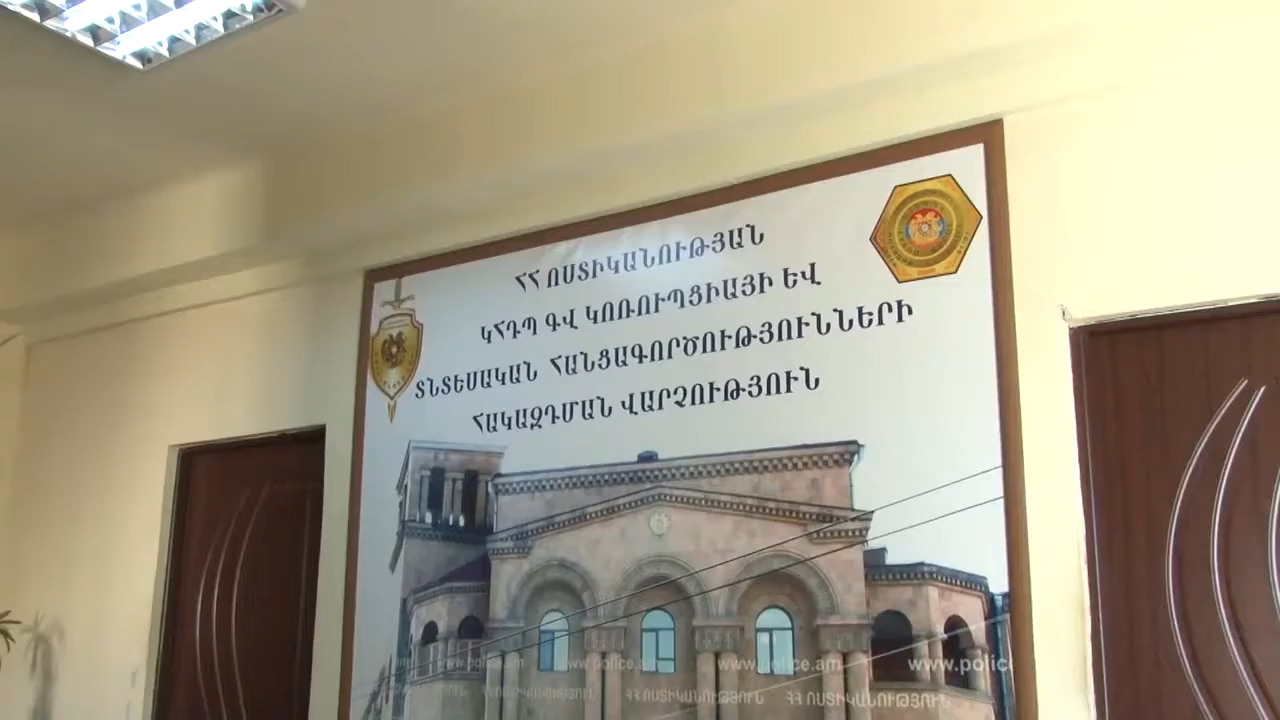 ՀՀ ՈՍՏԻԿԱՆՈՒԹՅԱՆ
ԿՀԴՊ ԳՎ ԿՈՌՈՒՊՑԻԱՅԻ ԵՎ
ՏՆՏԵՍԱԿԱՆ ՀԱՆՑԱԳՈՐԾՈՒԹՅՈՒՆՆԵՐԻ
ՀԱԿԱԶԴՄԱՆ ՎԱՐՉՈՒԹՅՈՒՆ
www.police.am www.police.am www.police
ՀՀ ՈՍՏԻԿԱՆՈՒԹՅՈՒՆ ՀՀ ՈՍՏԻԿԱՆՈՒԹՅՈՒՆ